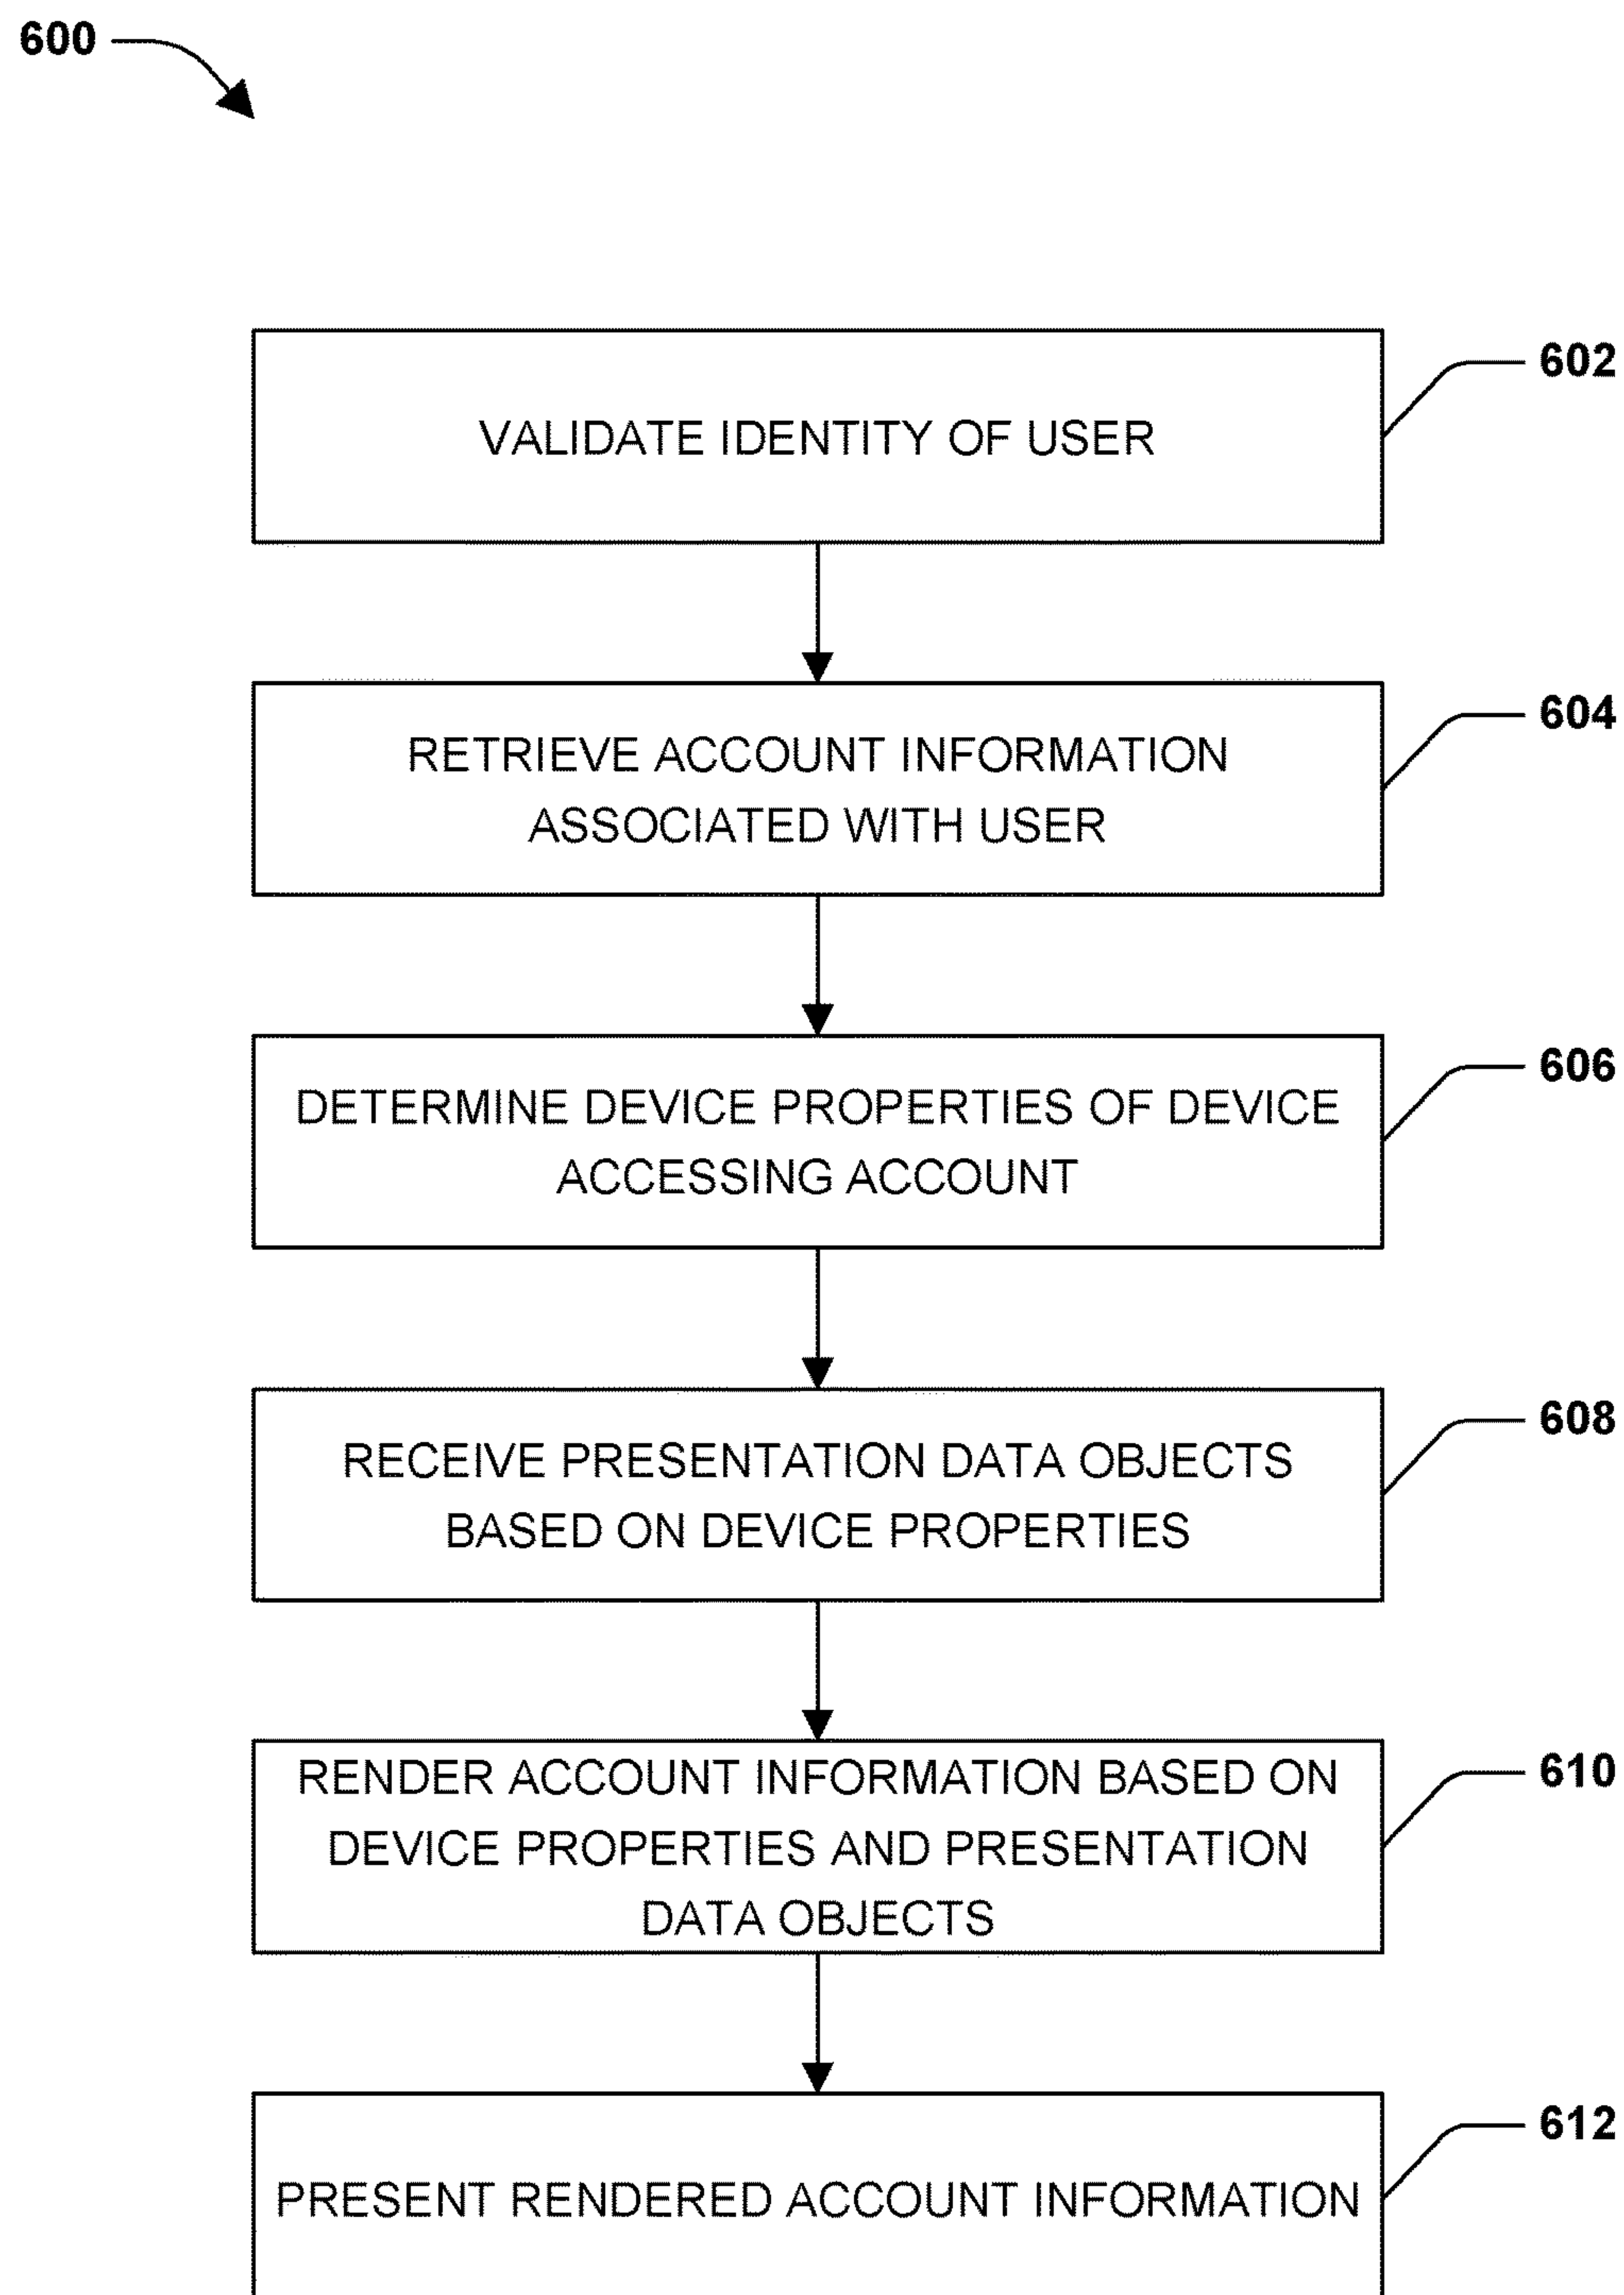 600
VALIDATE IDENTITY OF USER
602
RETRIEVE ACCOUNT INFORMATION
ASSOCIATED WITH USER
604
DETERMINE DEVICE PROPERTIES OF DEVICE
ACCESSING ACCOUNT
606
RECEIVE PRESENTATION DATA OBJECTS
BASED ON DEVICE PROPERTIES
608
RENDER ACCOUNT INFORMATION BASED ON
DEVICE PROPERTIES AND PRESENTATION
DATA OBJECTS
610
PRESENT RENDERED ACCOUNT INFORMATION
612